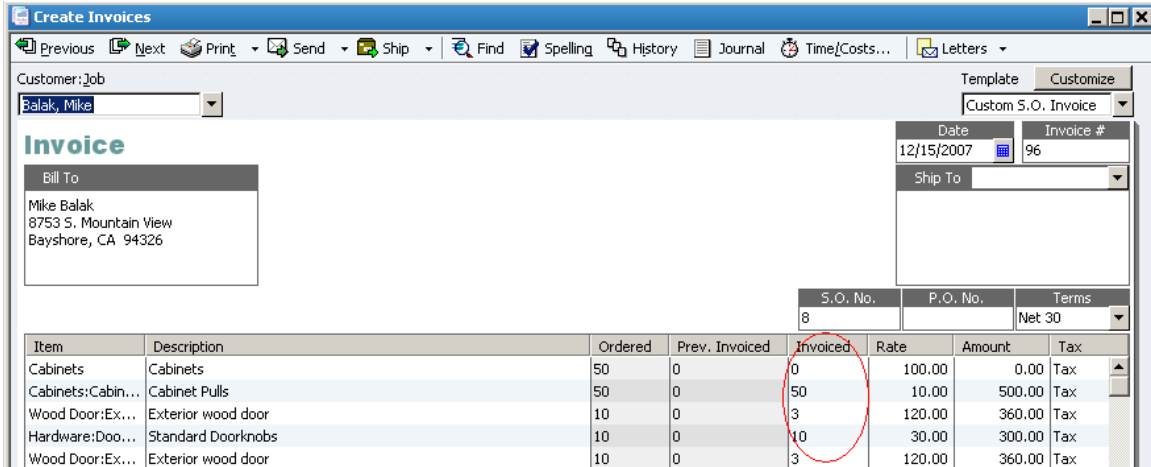 Create Invoices
Previous Next Print Send Ship Find Spelling History Journal Time/Costs... Letters
Customer:Job Template Customize
Balak, Mike Custom S.O. Invoice
Invoice
Date Invoice #
12/15/2007 96
Bill To Ship To
Mike Balak
8753 S. Mountain View
Bayshore, CA 94326
S.O. No. P.O. No. Terms
8 Net 30
Item Description Ordered Prev. Invoiced Invoiced Rate Amount Tax
Cabinets Cabinets 50 0 0 100.00 0.00 Tax
Cabinets:Cabin... Cabinet Pulls 50 0 50 10.00 500.00 Tax
Wood Door:Ex... Exterior wood door 10 0 3 120.00 360.00 Tax
Hardware:Doo... Standard Doorknobs 10 0 10 30.00 300.00 Tax
Wood Door:Ex... Exterior wood door 10 0 3 120.00 360.00 Tax